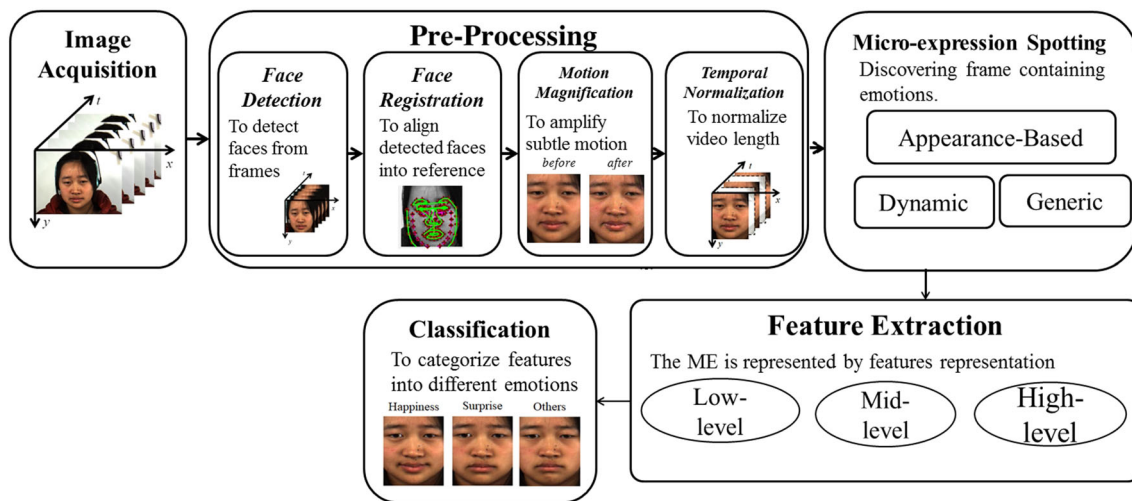 Image
Acquisition
t
x
y
Pre-Processing
Face
Detection
To detect
faces from
frames
t
x
y
Face
Registration
To align
detected faces
into reference
Motion
Magnification
To amplify
subtle motion
before after
Temporal
Normalization
To normalize
video length
t
x
y
Micro-expression Spotting
Discovering frame containing
emotions.
Appearance-Based
Dynamic
Generic
Feature Extraction
The ME is represented by features representation
Low-
level
Mid-
level
High-
level
Classification
To categorize features
into different emotions
Happiness Surprise Others